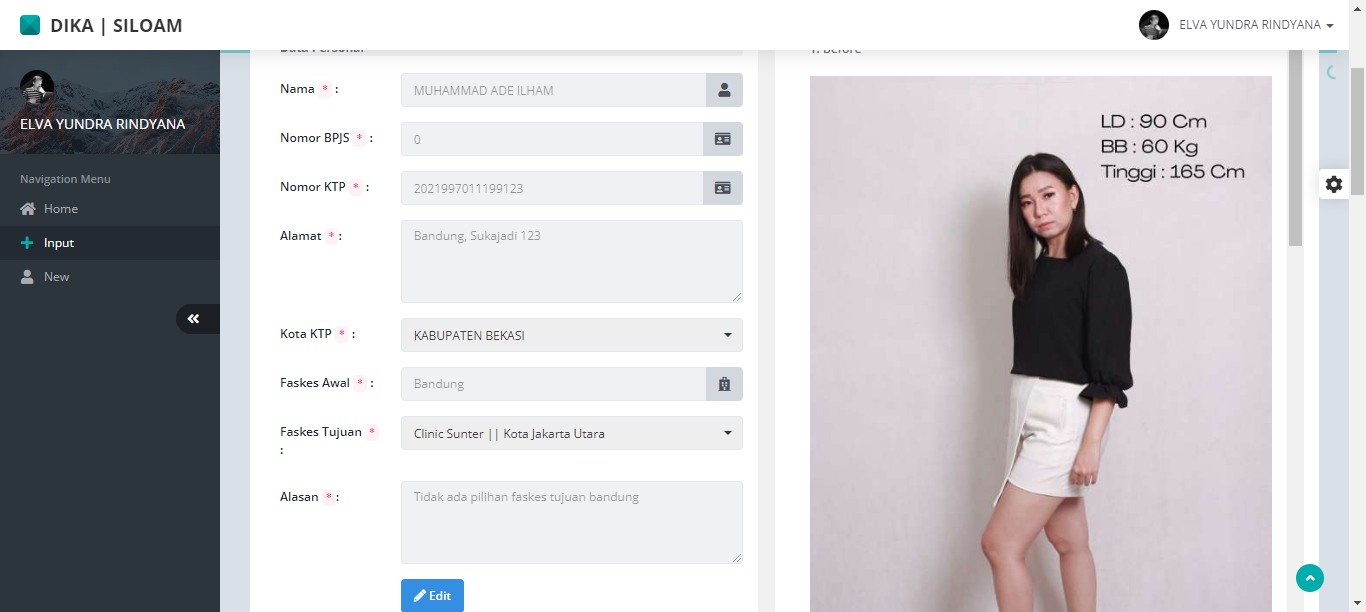 DIKA | SILOAM
ELVA YUNDRA RINDYANA
ELVA YUNDRA RINDYANA
Navigation Menu
Home
Input
New
Data Personal
Nama * :
MUHAMMAD ADE ILHAM
Nomor BPJS * :
0
Nomor KTP * :
2021997011199123
Alamat * :
Bandung, Sukajadi 123
Kota KTP * :
KABUPATEN BEKASI
Faskes Awal * :
Bandung
Faskes Tujuan *
:
Clinic Sunter || Kota Jakarta Utara
Alasan * :
Tidak ada pilihan faskes tujuan bandung
Edit
1. Before
LD : 90 Cm
BB : 60 Kg
Tinggi : 165 Cm